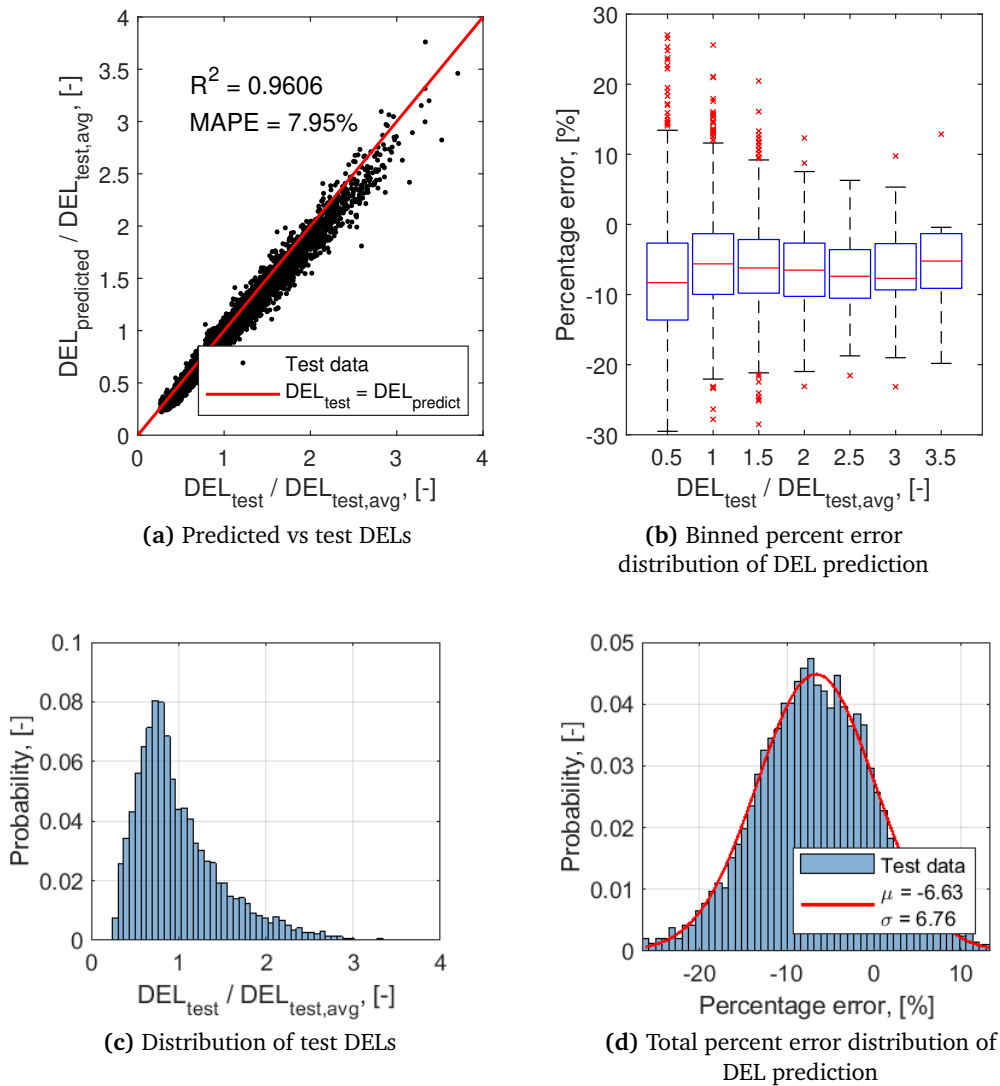 4
3.5
3
2.5
2
1.5
1
0.5
0
DEL_predicted / DEL_test,avg, [-]
R² = 0.9606
MAPE = 7.95%
Test data
DEL_test = DEL_predict
0 1 2 3 4
DEL_test / DEL_test,avg, [-]
(a) Predicted vs test DELs
30
20
10
0
-10
-20
-30
Percentage error, [%]
0.5 1 1.5 2 2.5 3 3.5
DEL_test / DEL_test,avg, [-]
(b) Binned percent error
distribution of DEL prediction
0.1
0.08
0.06
0.04
0.02
0
Probability, [-]
0 1 2 3 4
DEL_test / DEL_test,avg, [-]
(c) Distribution of test DELs
0.05
0.04
0.03
0.02
0.01
0
Probability, [-]
Test data
μ = -6.63
σ = 6.76
-20 -10 0 10
Percentage error, [%]
(d) Total percent error distribution of
DEL prediction